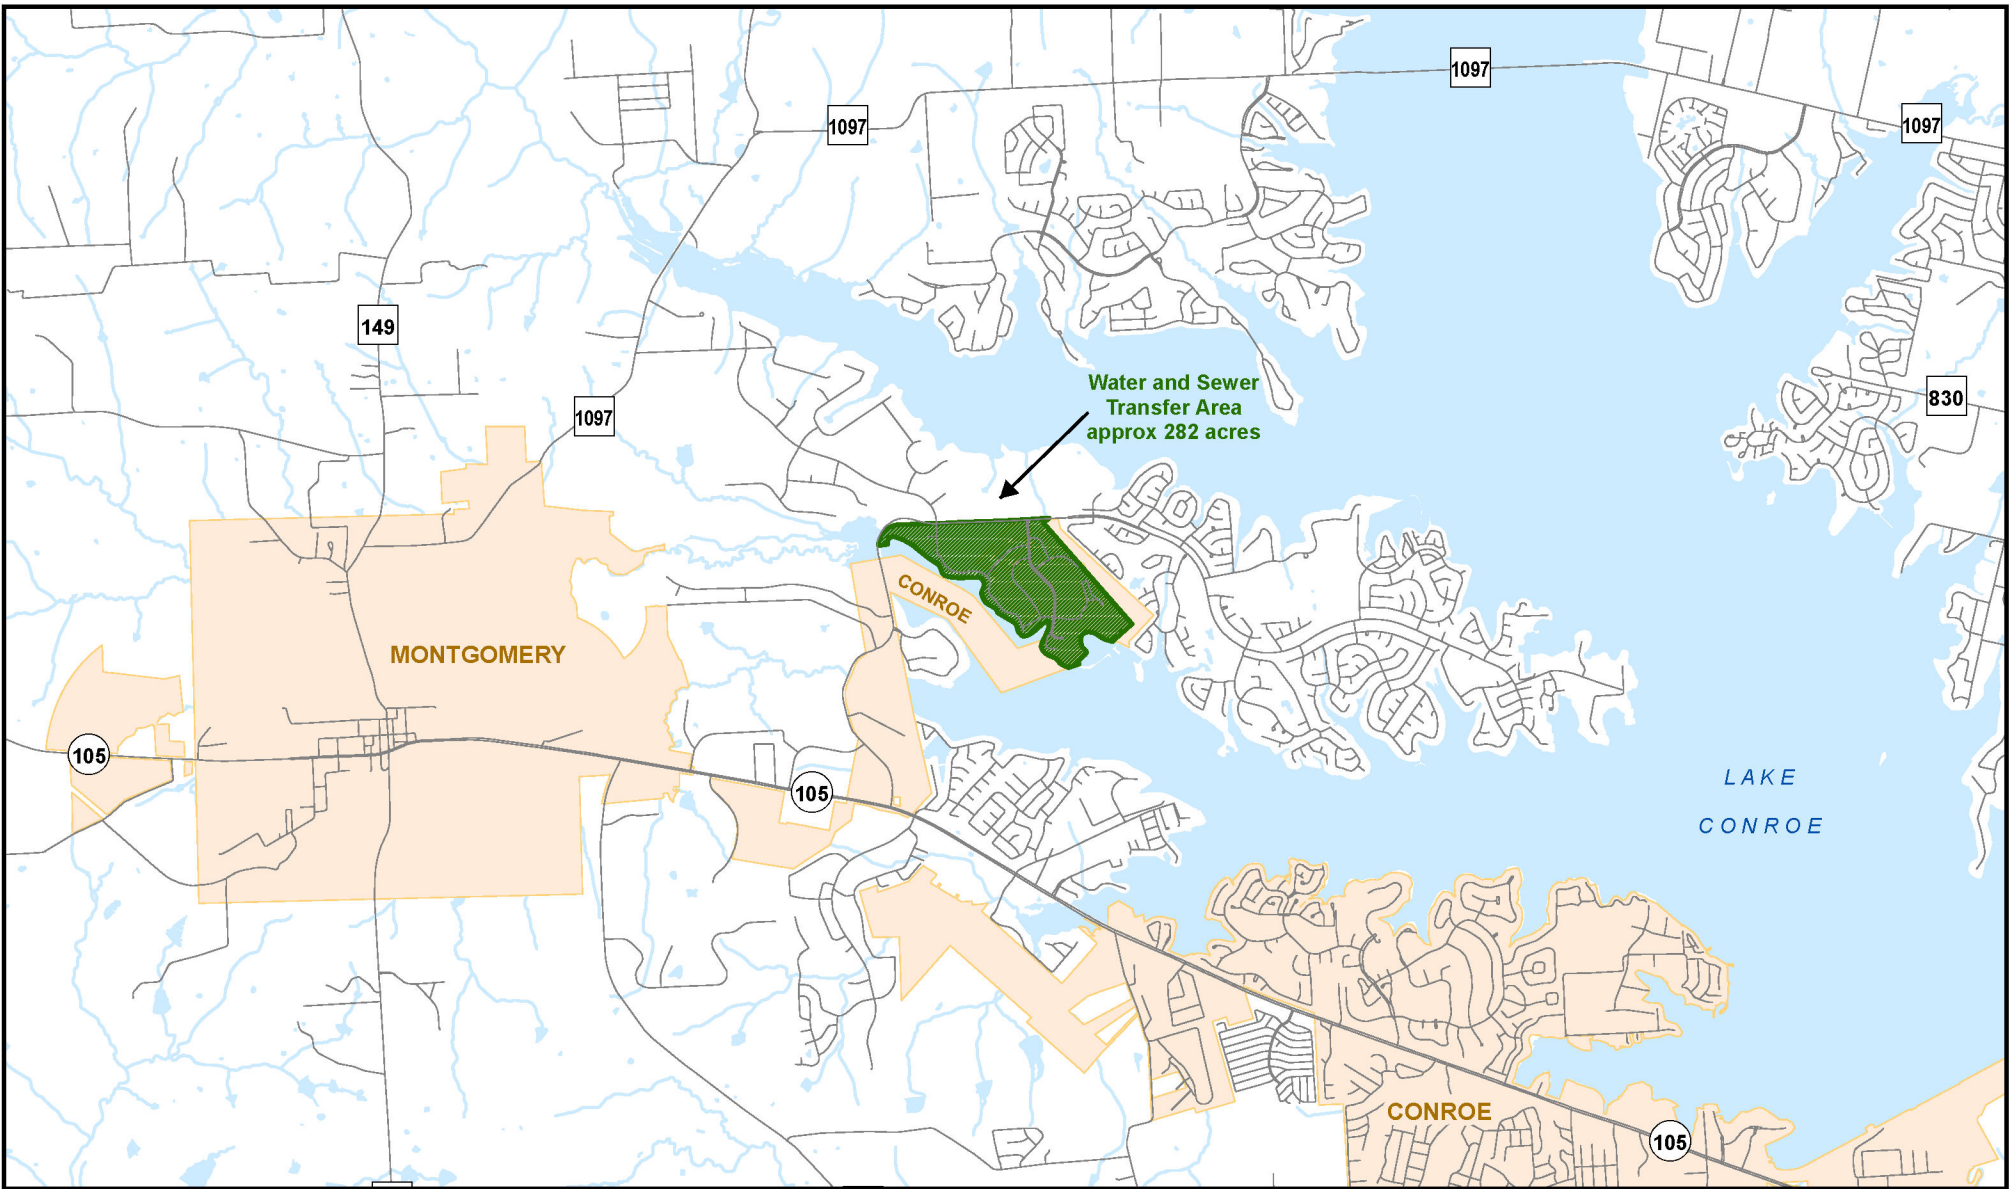 1097
1097
1097
149
Water and Sewer
Transfer Area
approx 282 acres
830
1097
CONROE
MONTGOMERY
105
105
LAKE
CONROE
CONROE
105